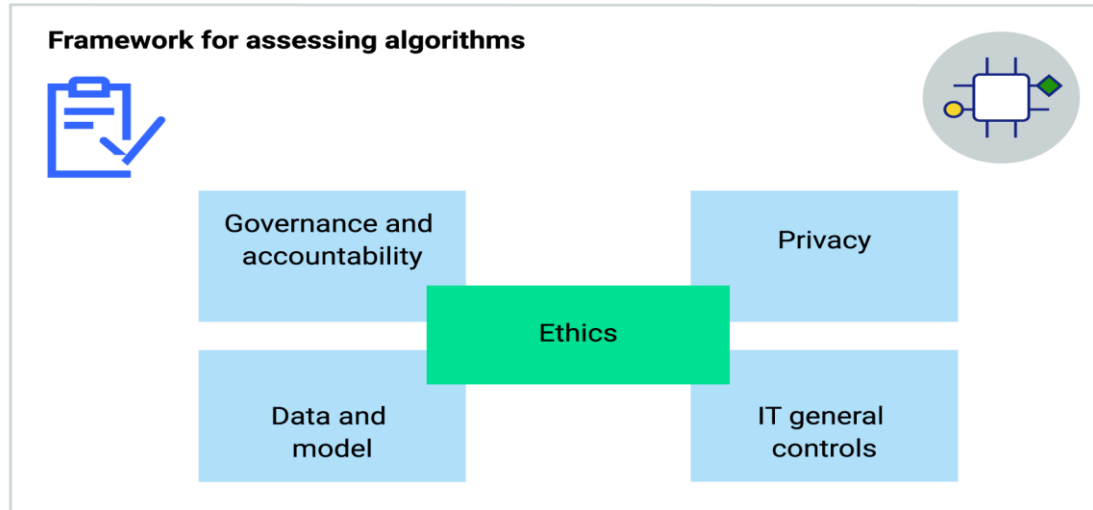 Framework for assessing algorithms
Governance and
accountability
Privacy
Ethics
Data and
model
IT general
controls